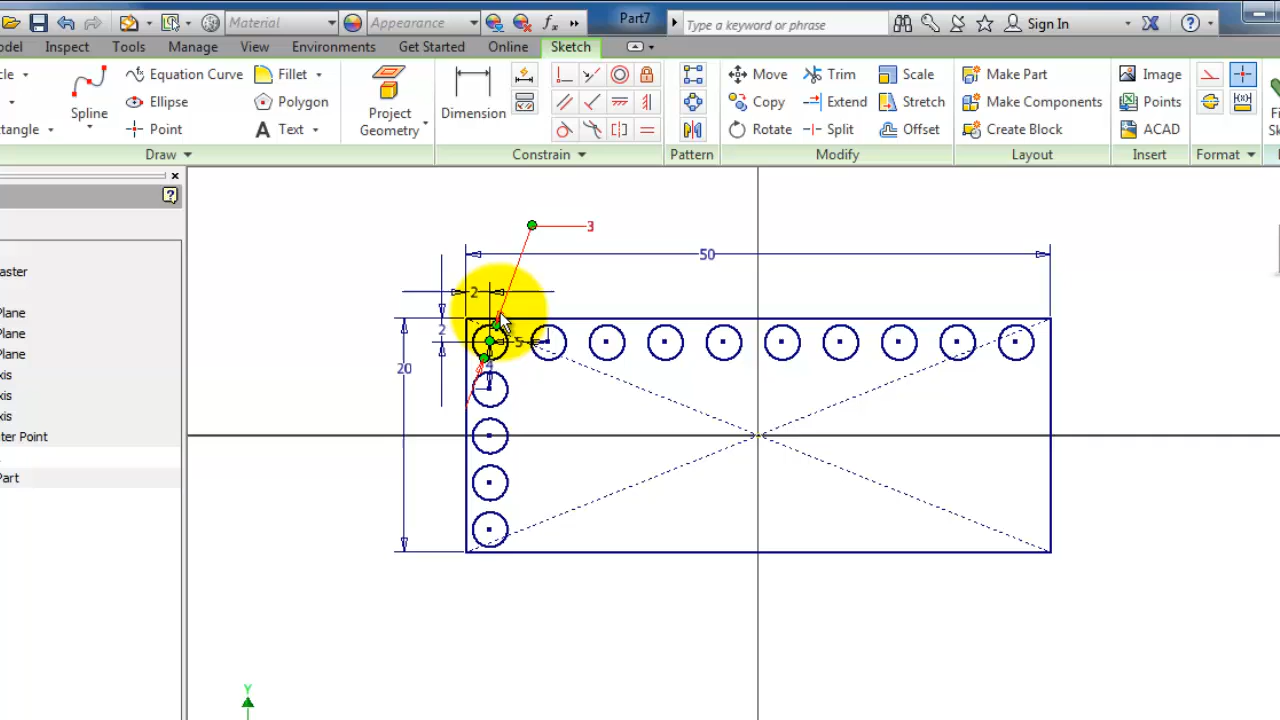 Material Appearance fx Part7 Type a keyword or phrase Sign In
odel Inspect Tools Manage View Environments Get Started Online Sketch
cle Equation Curve Fillet Move Trim Scale Make Part Image
Spline Ellipse Polygon Project Geometry Dimension Copy Extend Stretch Make Components Points
tangle Point A Text Rotate Split Offset Create Block ACAD
Draw Constrain Pattern Modify Layout Insert Format
aster
Plane
Plane
Plane
xis
xis
xis
ter Point
Part
3
50
2
2
5
20
4
Y